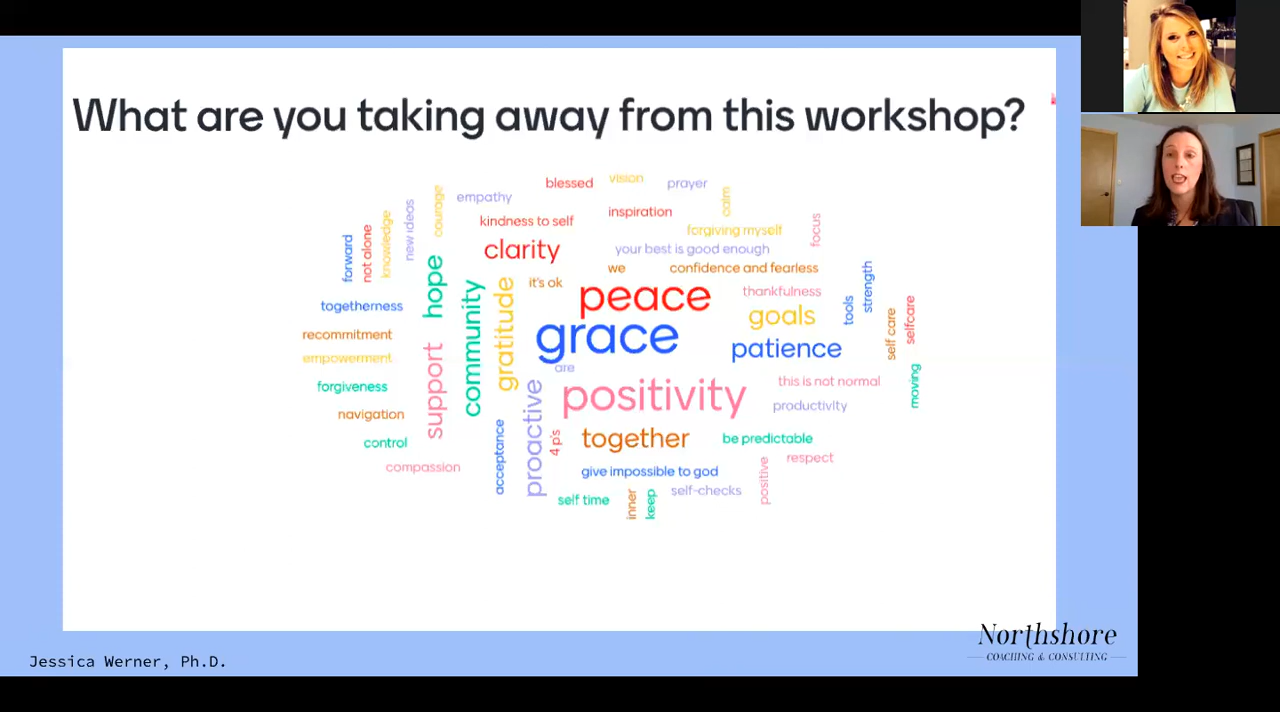 What are you taking away from this workshop?
blessed
vision
prayer
empathy
calm
courage
new ideas
knowledge
not alone
forward
kindness to self
inspiration
forgiving myself
focus
clarity
your best is good enough
hope
we
confidence and fearless
it's ok
community
gratitude
peace
thankfulness
strength
tools
togetherness
goals
selfcare
self care
recommitment
grace
patience
empowerment
support
are
this is not normal
moving
forgiveness
positivity
productivity
proactive
navigation
control
acceptance
4 p's
together
be predictable
compassion
respect
give impossible to god
positive
self-checks
self time
inner
keep
Northshore
COACHING & CONSULTING
Jessica Werner, Ph.D.